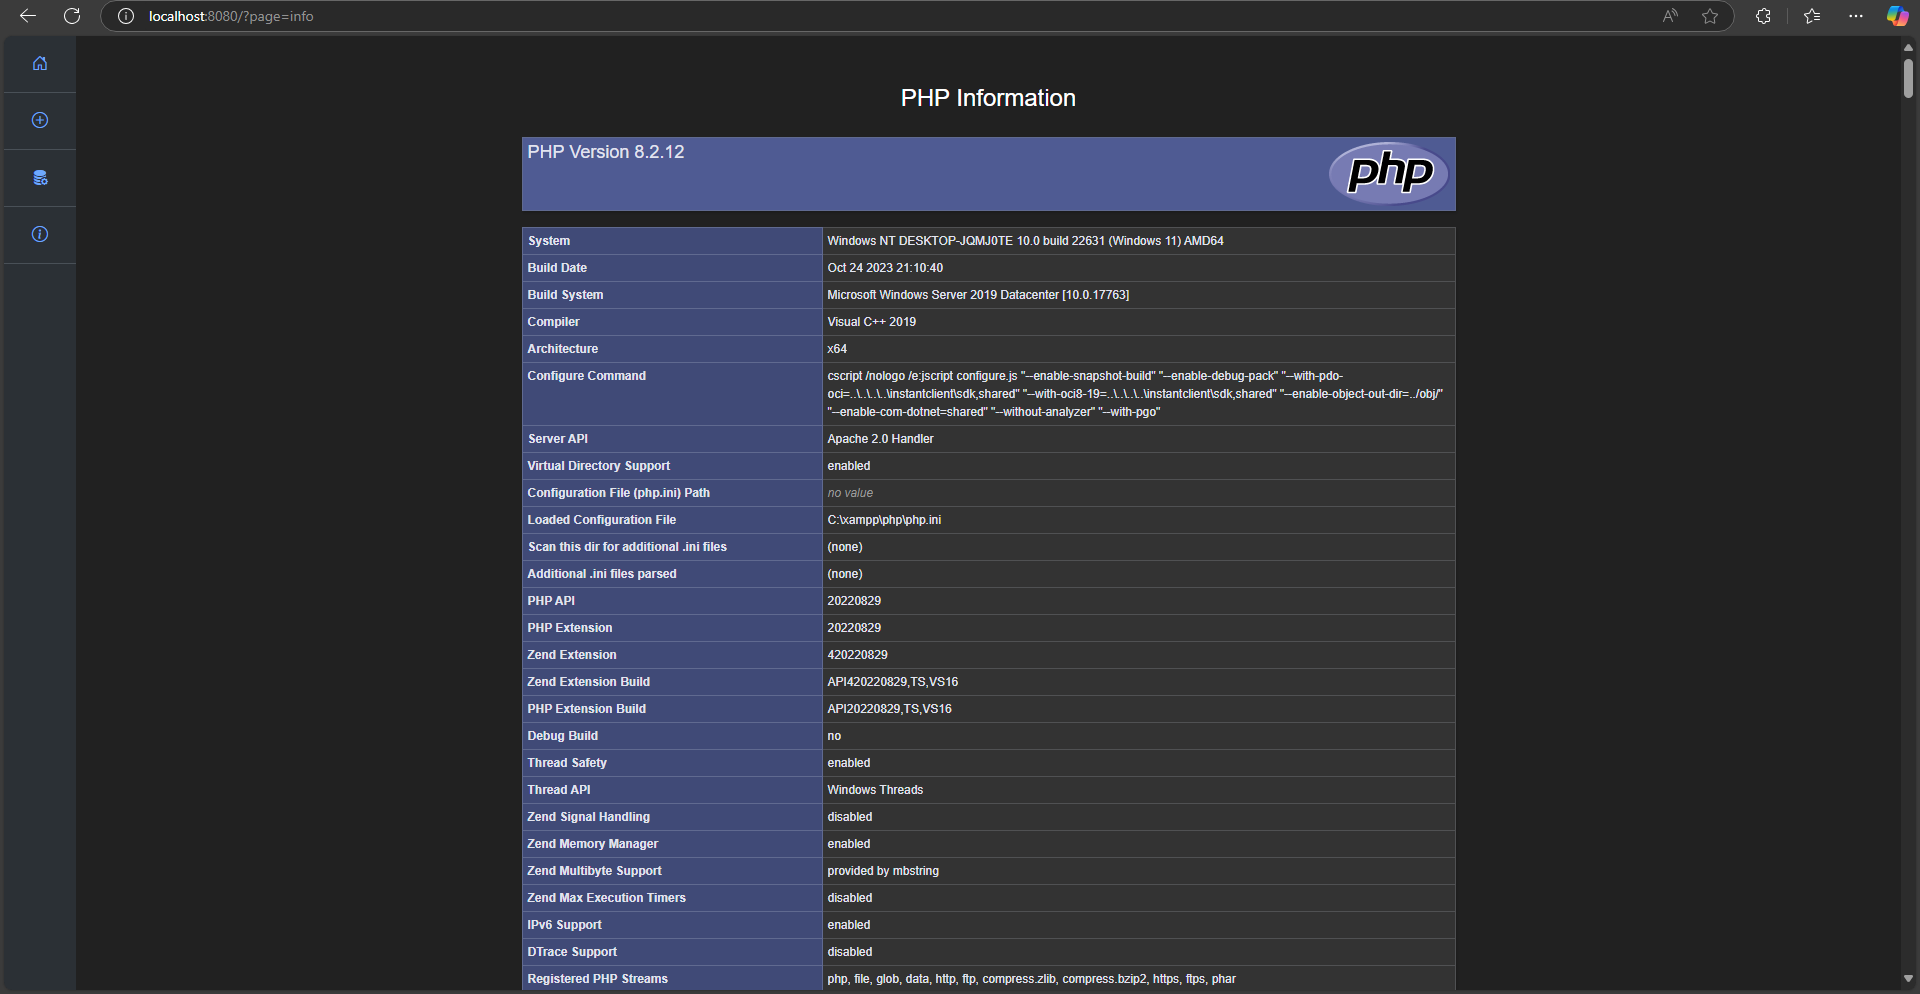 localhost:8080/?page=info
PHP Information
PHP Version 8.2.12
php
System Windows NT DESKTOP-JQMJ0TE 10.0 build 22631 (Windows 11) AMD64
Build Date Oct 24 2023 21:10:40
Build System Microsoft Windows Server 2019 Datacenter [10.0.17763]
Compiler Visual C++ 2019
Architecture x64
Configure Command cscript /nologo /e:jscript configure.js "--enable-snapshot-build" "--enable-debug-pack" "--with-pdo-
oci=..\..\..\..\instantclient\sdk,shared" "--with-oci8-19=..\..\..\..\instantclient\sdk,shared" "--enable-object-out-dir=../obj/"
"--enable-com-dotnet=shared" "--without-analyzer" "--with-pgo"
Server API Apache 2.0 Handler
Virtual Directory Support enabled
Configuration File (php.ini) Path no value
Loaded Configuration File C:\xampp\php\php.ini
Scan this dir for additional .ini files (none)
Additional .ini files parsed (none)
PHP API 20220829
PHP Extension 20220829
Zend Extension 420220829
Zend Extension Build API420220829,TS,VS16
PHP Extension Build API20220829,TS,VS16
Debug Build no
Thread Safety enabled
Thread API Windows Threads
Zend Signal Handling disabled
Zend Memory Manager enabled
Zend Multibyte Support provided by mbstring
Zend Max Execution Timers disabled
IPv6 Support enabled
DTrace Support disabled
Registered PHP Streams php, file, glob, data, http, ftp, compress.zlib, compress.bzip2, https, ftps, phar